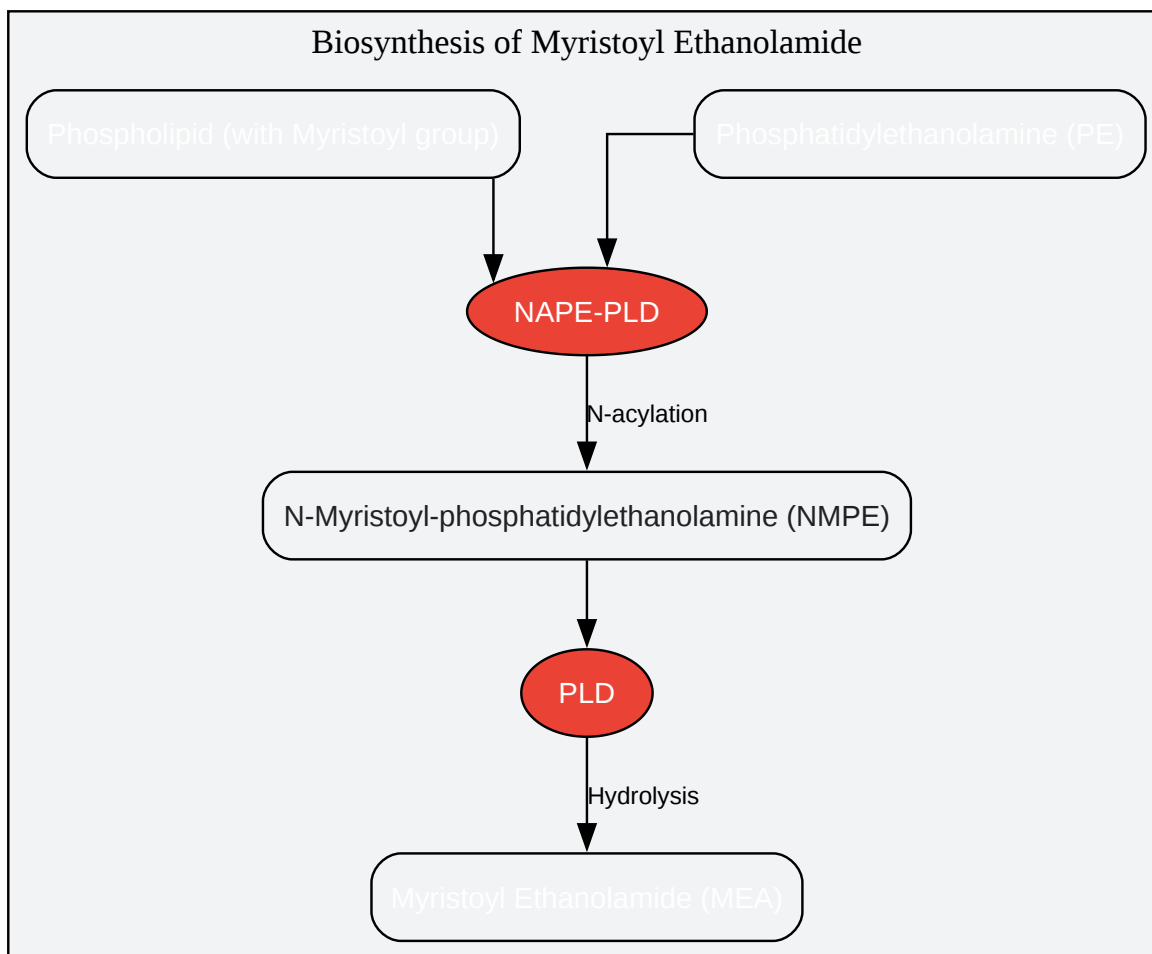 Biosynthesis of Myristoyl Ethanolamide
Phospholipid (with Myristoyl group)
Phosphatidylethanolamine (PE)
NAPE-PLD
N-acylation
N-Myristoyl-phosphatidylethanolamine (NMPE)
PLD
Hydrolysis
Myristoyl Ethanolamide (MEA)